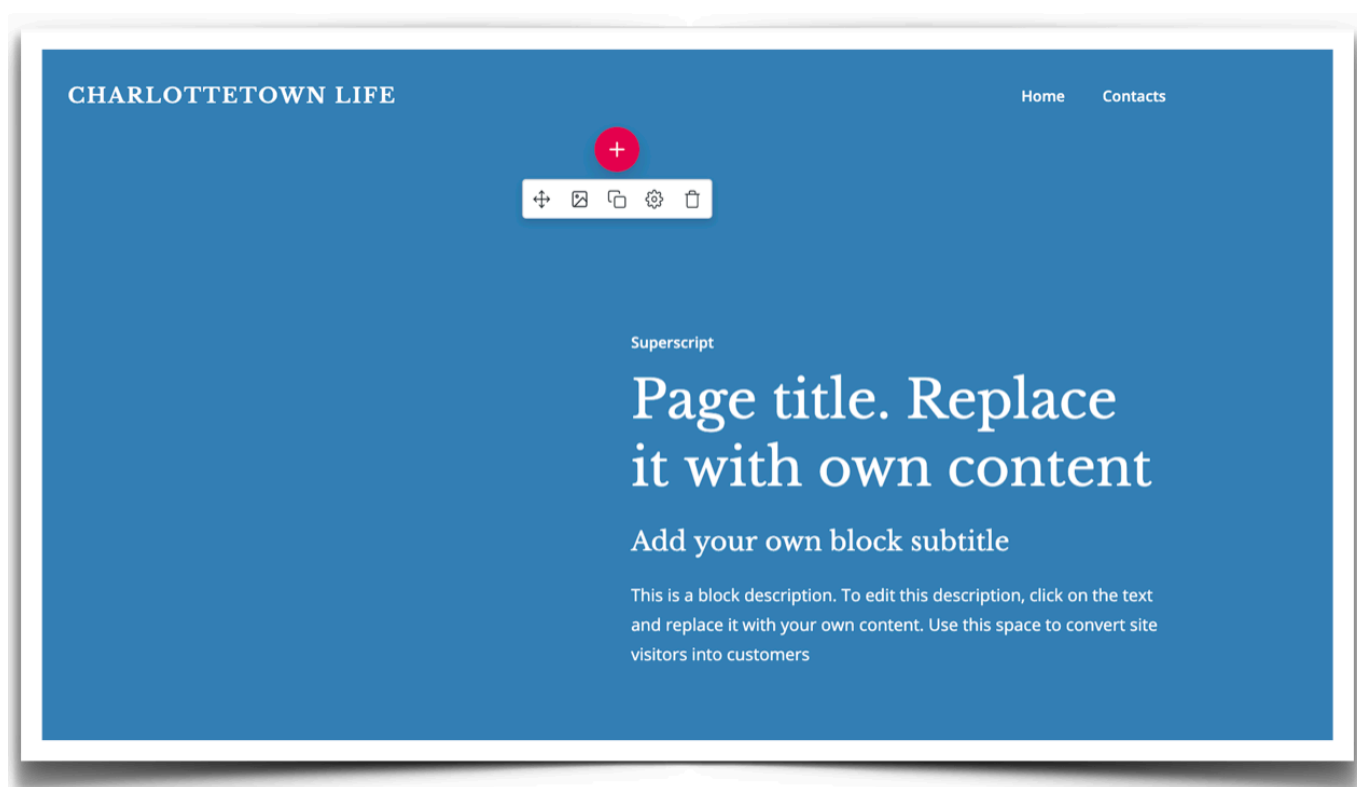 CHARLOTTETOWN LIFE
Home Contacts
Superscript
Page title. Replace
it with own content
Add your own block subtitle
This is a block description. To edit this description, click on the text
and replace it with your own content. Use this space to convert site
visitors into customers